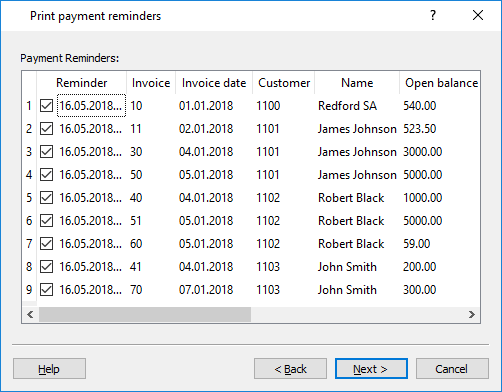 Print payment reminders ?
Payment Reminders:
Reminder Invoice Invoice date Customer Name Open balance
1 16.05.2018... 10 01.01.2018 1100 Redford SA 540.00
2 16.05.2018... 11 02.01.2018 1101 James Johnson 523.50
3 16.05.2018... 30 04.01.2018 1101 James Johnson 3000.00
4 16.05.2018... 50 05.01.2018 1101 James Johnson 5000.00
5 16.05.2018... 40 04.01.2018 1102 Robert Black 1000.00
6 16.05.2018... 51 05.01.2018 1102 Robert Black 5000.00
7 16.05.2018... 60 05.01.2018 1102 Robert Black 59.00
8 16.05.2018... 41 04.01.2018 1103 John Smith 200.00
9 16.05.2018... 70 07.01.2018 1103 John Smith 300.00
Help < Back Next > Cancel